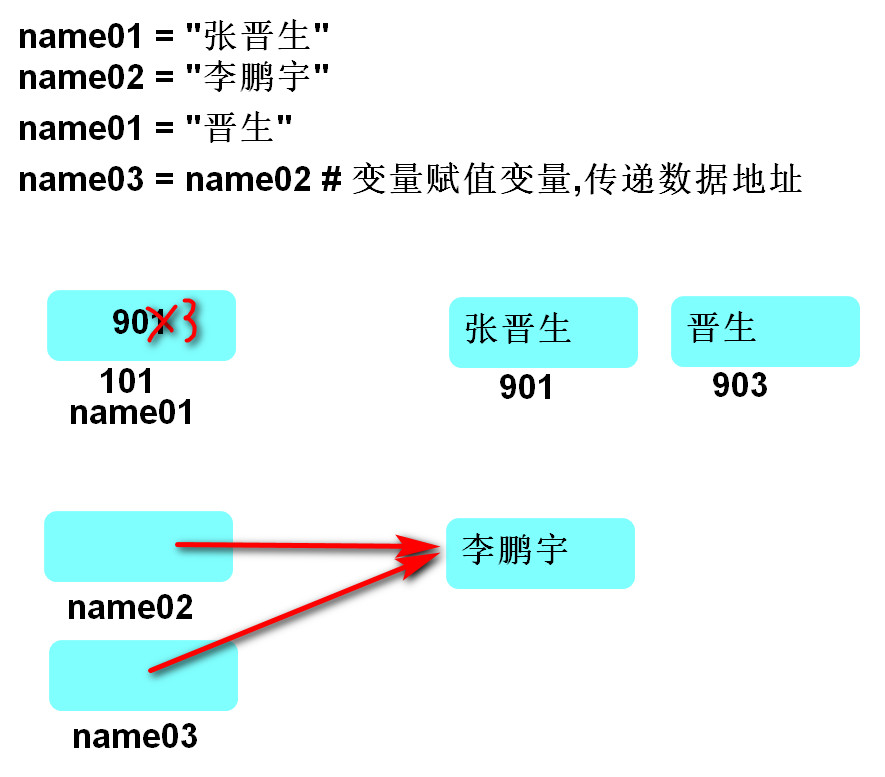 name01 = "张晋生"
name02 = "李鹏宇"
name01 = "晋生"
name03 = name02 # 变量赋值变量,传递数据地址
901 3
张晋生
晋生
101
901
903
name01
李鹏宇
name02
name03